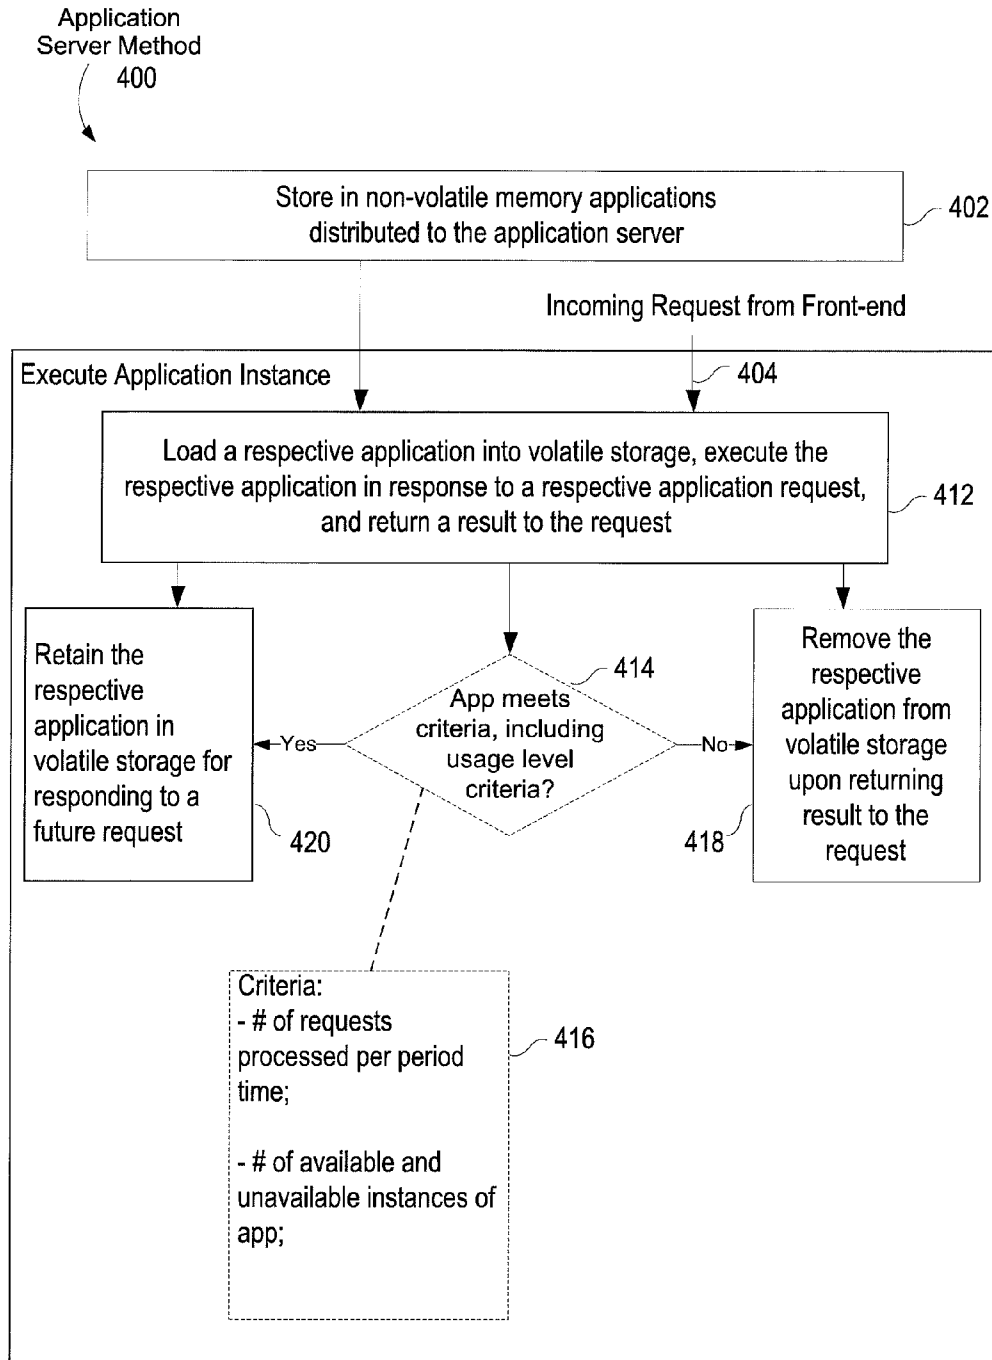 Application
Server Method
400
Store in non-volatile memory applications
distributed to the application server
402
Incoming Request from Front-end
404
Execute Application Instance
Load a respective application into volatile storage, execute the
respective application in response to a respective application request,
and return a result to the request
412
Retain the
respective
application in
volatile storage for
responding to a
future request
420
Yes
App meets
criteria, including
usage level
criteria?
414
No
Remove the
respective
application from
volatile storage
upon returning
result to the
request
418
Criteria:
- # of requests
processed per period
time;
- # of available and
unavailable instances of
app;
416